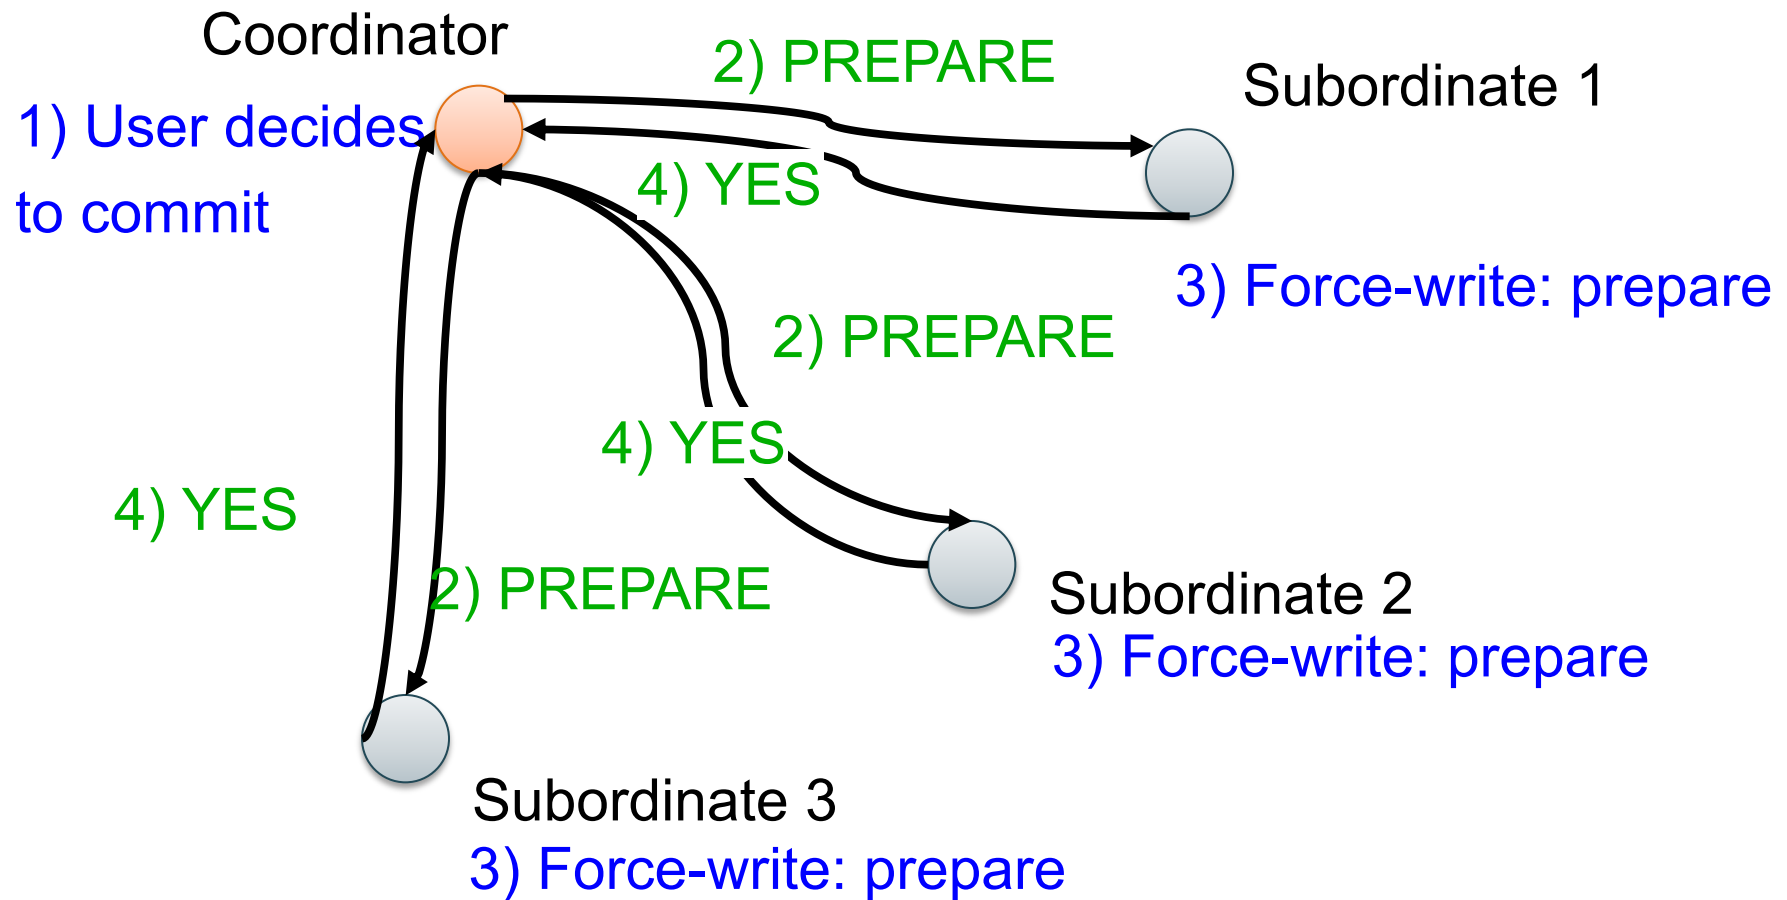 Coordinator
2) PREPARE
Subordinate 1
1) User decides
to commit
4) YES
3) Force-write: prepare
2) PREPARE
4) YES
4) YES
2) PREPARE
Subordinate 2
3) Force-write: prepare
Subordinate 3
3) Force-write: prepare